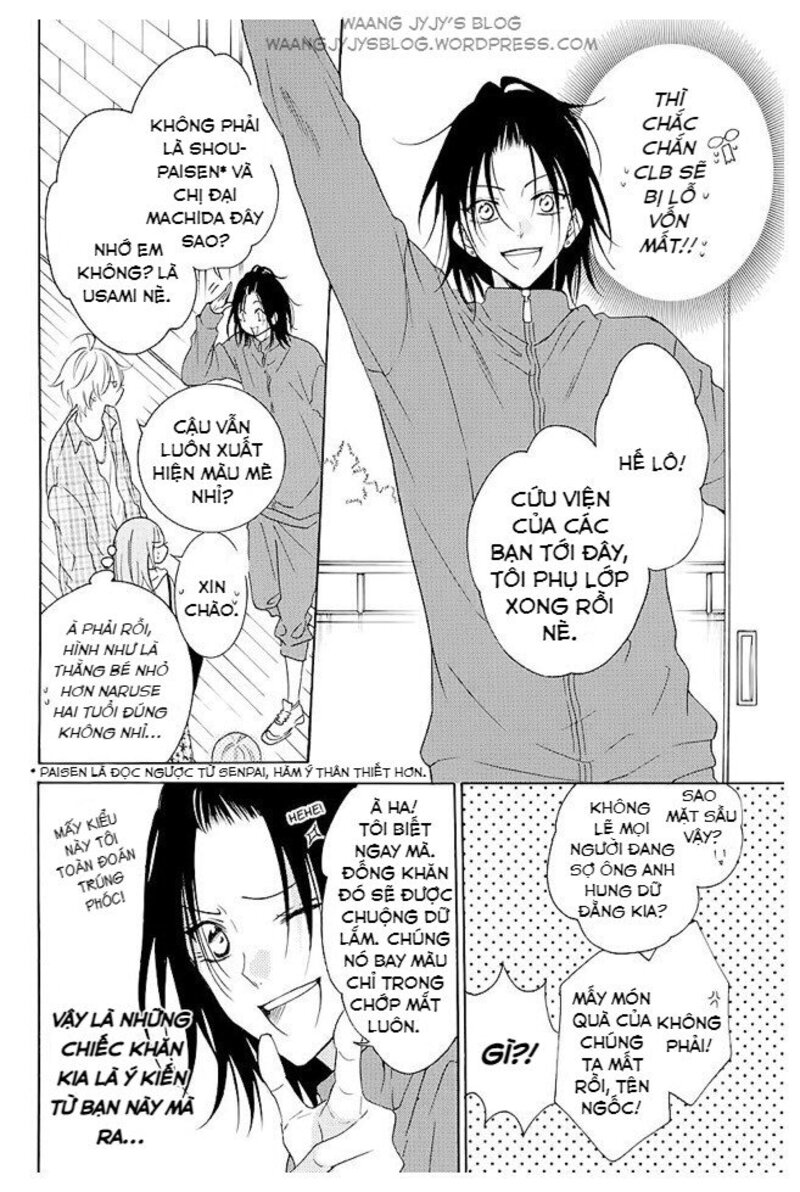 WAANG JYJY'S BLOG
WAANGJYJYSBLOG.WORDPRESS.COM
THÌ
CHẮC
CHẮN
CLB SẼ
BỊ LỖ
VỐN
MẤT!!
HẾ LÔ!
CỨU VIỆN
CỦA CÁC
BẠN TỚI ĐÂY,
TÔI PHỤ LỚP
XONG RỒI
NÈ.
KHÔNG PHẢI
LÀ SHOU-
PAISEN* VÀ
CHỊ ĐẠI
MACHIDA ĐÂY
SAO?
NHỚ EM
KHÔNG? LÀ
USAMI NÈ.
CẬU VẪN
LUÔN XUẤT
HIỆN MÀU MÈ
NHỈ?
XIN
CHÀO.
À PHẢI RỒI,
HÌNH NHƯ LÀ
THẰNG BÉ NHỎ
HƠN NARUSE
HAI TUỔI ĐÚNG
KHÔNG NHỈ...
* PAISEN LÀ ĐỌC NGƯỢC TỪ SENPAI, HÀM Ý THÂN THIẾT HƠN.
SAO
MẶT SẦU
VẬY?
KHÔNG
LẼ MỌI
NGƯỜI ĐANG
SỢ ÔNG ANH
HUNG DỮ
ĐẰNG KIA?
KHÔNG
PHẢI!
MẤY MÓN
QUÀ CỦA
CHÚNG
TA MẤT
RỒI, TÊN
NGỐC!
GÌ?!
À HA!
TÔI BIẾT
NGAY MÀ.
ĐỐNG KHĂN
ĐÓ SẼ ĐƯỢC
CHUỘNG DỮ
LẮM. CHÚNG
NÓ BAY MÀU
CHỈ TRONG
CHỚP MẮT
LUÔN.
HEHE!
MẤY KIỂU
NÀY TÔI
TOÀN ĐOÁN
TRÚNG
PHÓC!
VẬY LÀ NHỮNG
CHIẾC KHĂN
KIA LÀ Ý KIẾN
TỪ BẠN NÀY MÀ
RA...